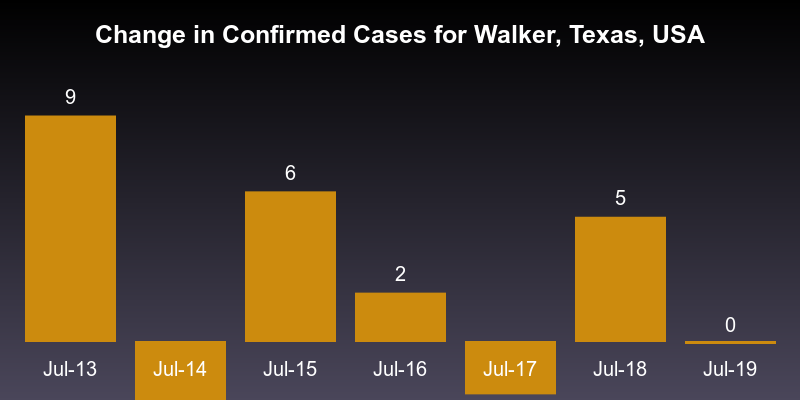 Change in Confirmed Cases for Walker, Texas, USA
9
6
2
5
0
Jul-13 Jul-14 Jul-15 Jul-16 Jul-17 Jul-18 Jul-19